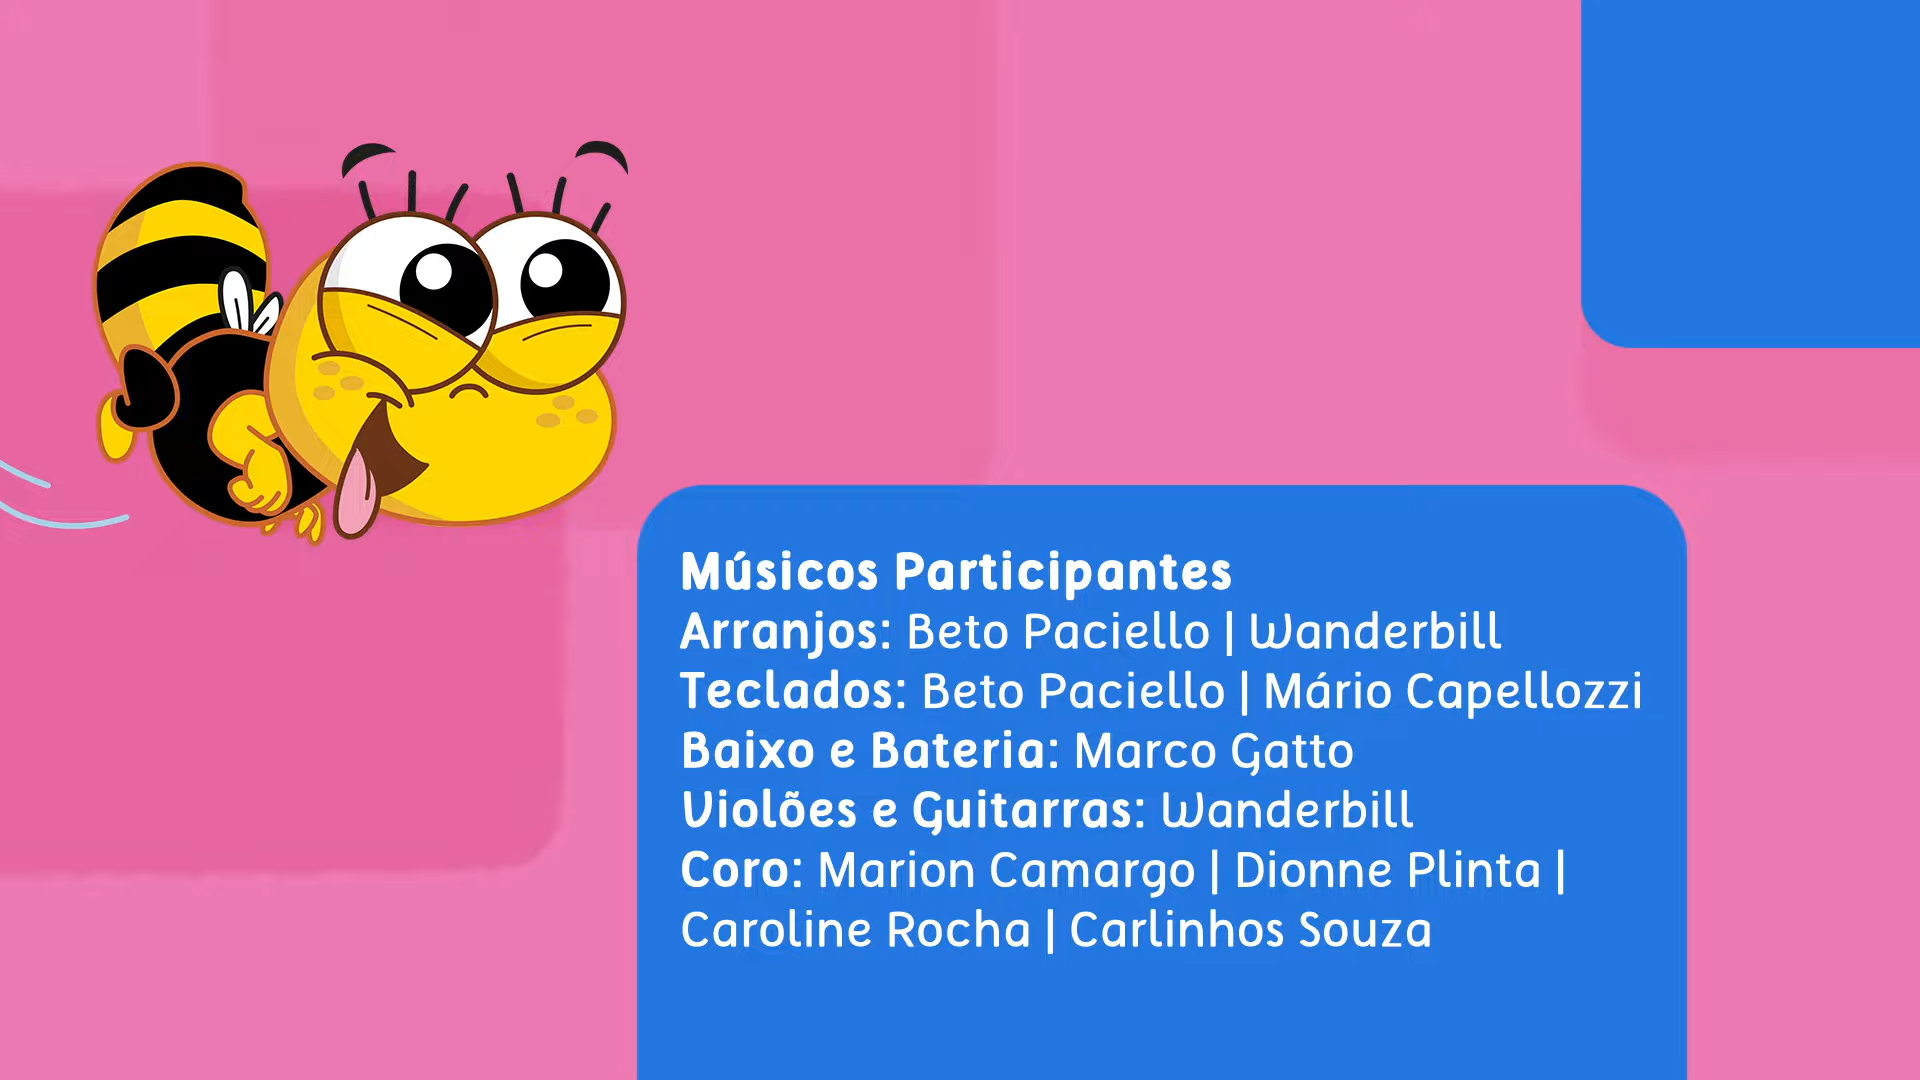 Músicos Participantes
Arranjos: Beto Paciello | Wanderbill
Teclados: Beto Paciello | Mário Capellozzi
Baixo e Bateria: Marco Gatto
Violões e Guitarras: Wanderbill
Coro: Marion Camargo | Dionne Plinta |
Caroline Rocha | Carlinhos Souza